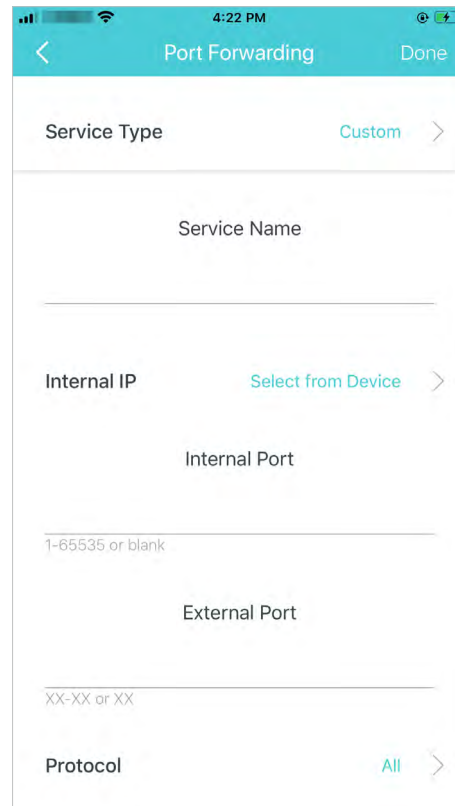 4:22 PM
Port Forwarding Done
Service Type Custom
Service Name
Internal IP Select from Device
Internal Port
1-65535 or blank
External Port
XX-XX or XX
Protocol All